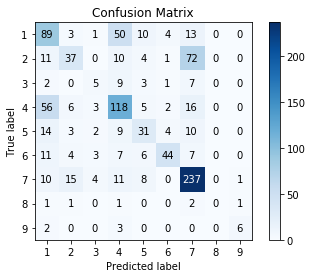 Confusion Matrix
1 89 3 1 50 10 4 13 0 0
2 11 37 0 10 4 1 72 0 0
3 2 0 5 9 3 1 7 0 0
4 56 6 3 118 5 2 16 0 0
5 14 3 2 9 31 4 10 0 0
6 11 4 3 7 6 44 7 0 0
7 10 15 4 11 8 0 237 0 1
8 1 1 0 1 0 0 2 0 1
9 2 0 0 3 0 0 0 0 6
1 2 3 4 5 6 7 8 9
True label
Predicted label
200
150
100
50
0